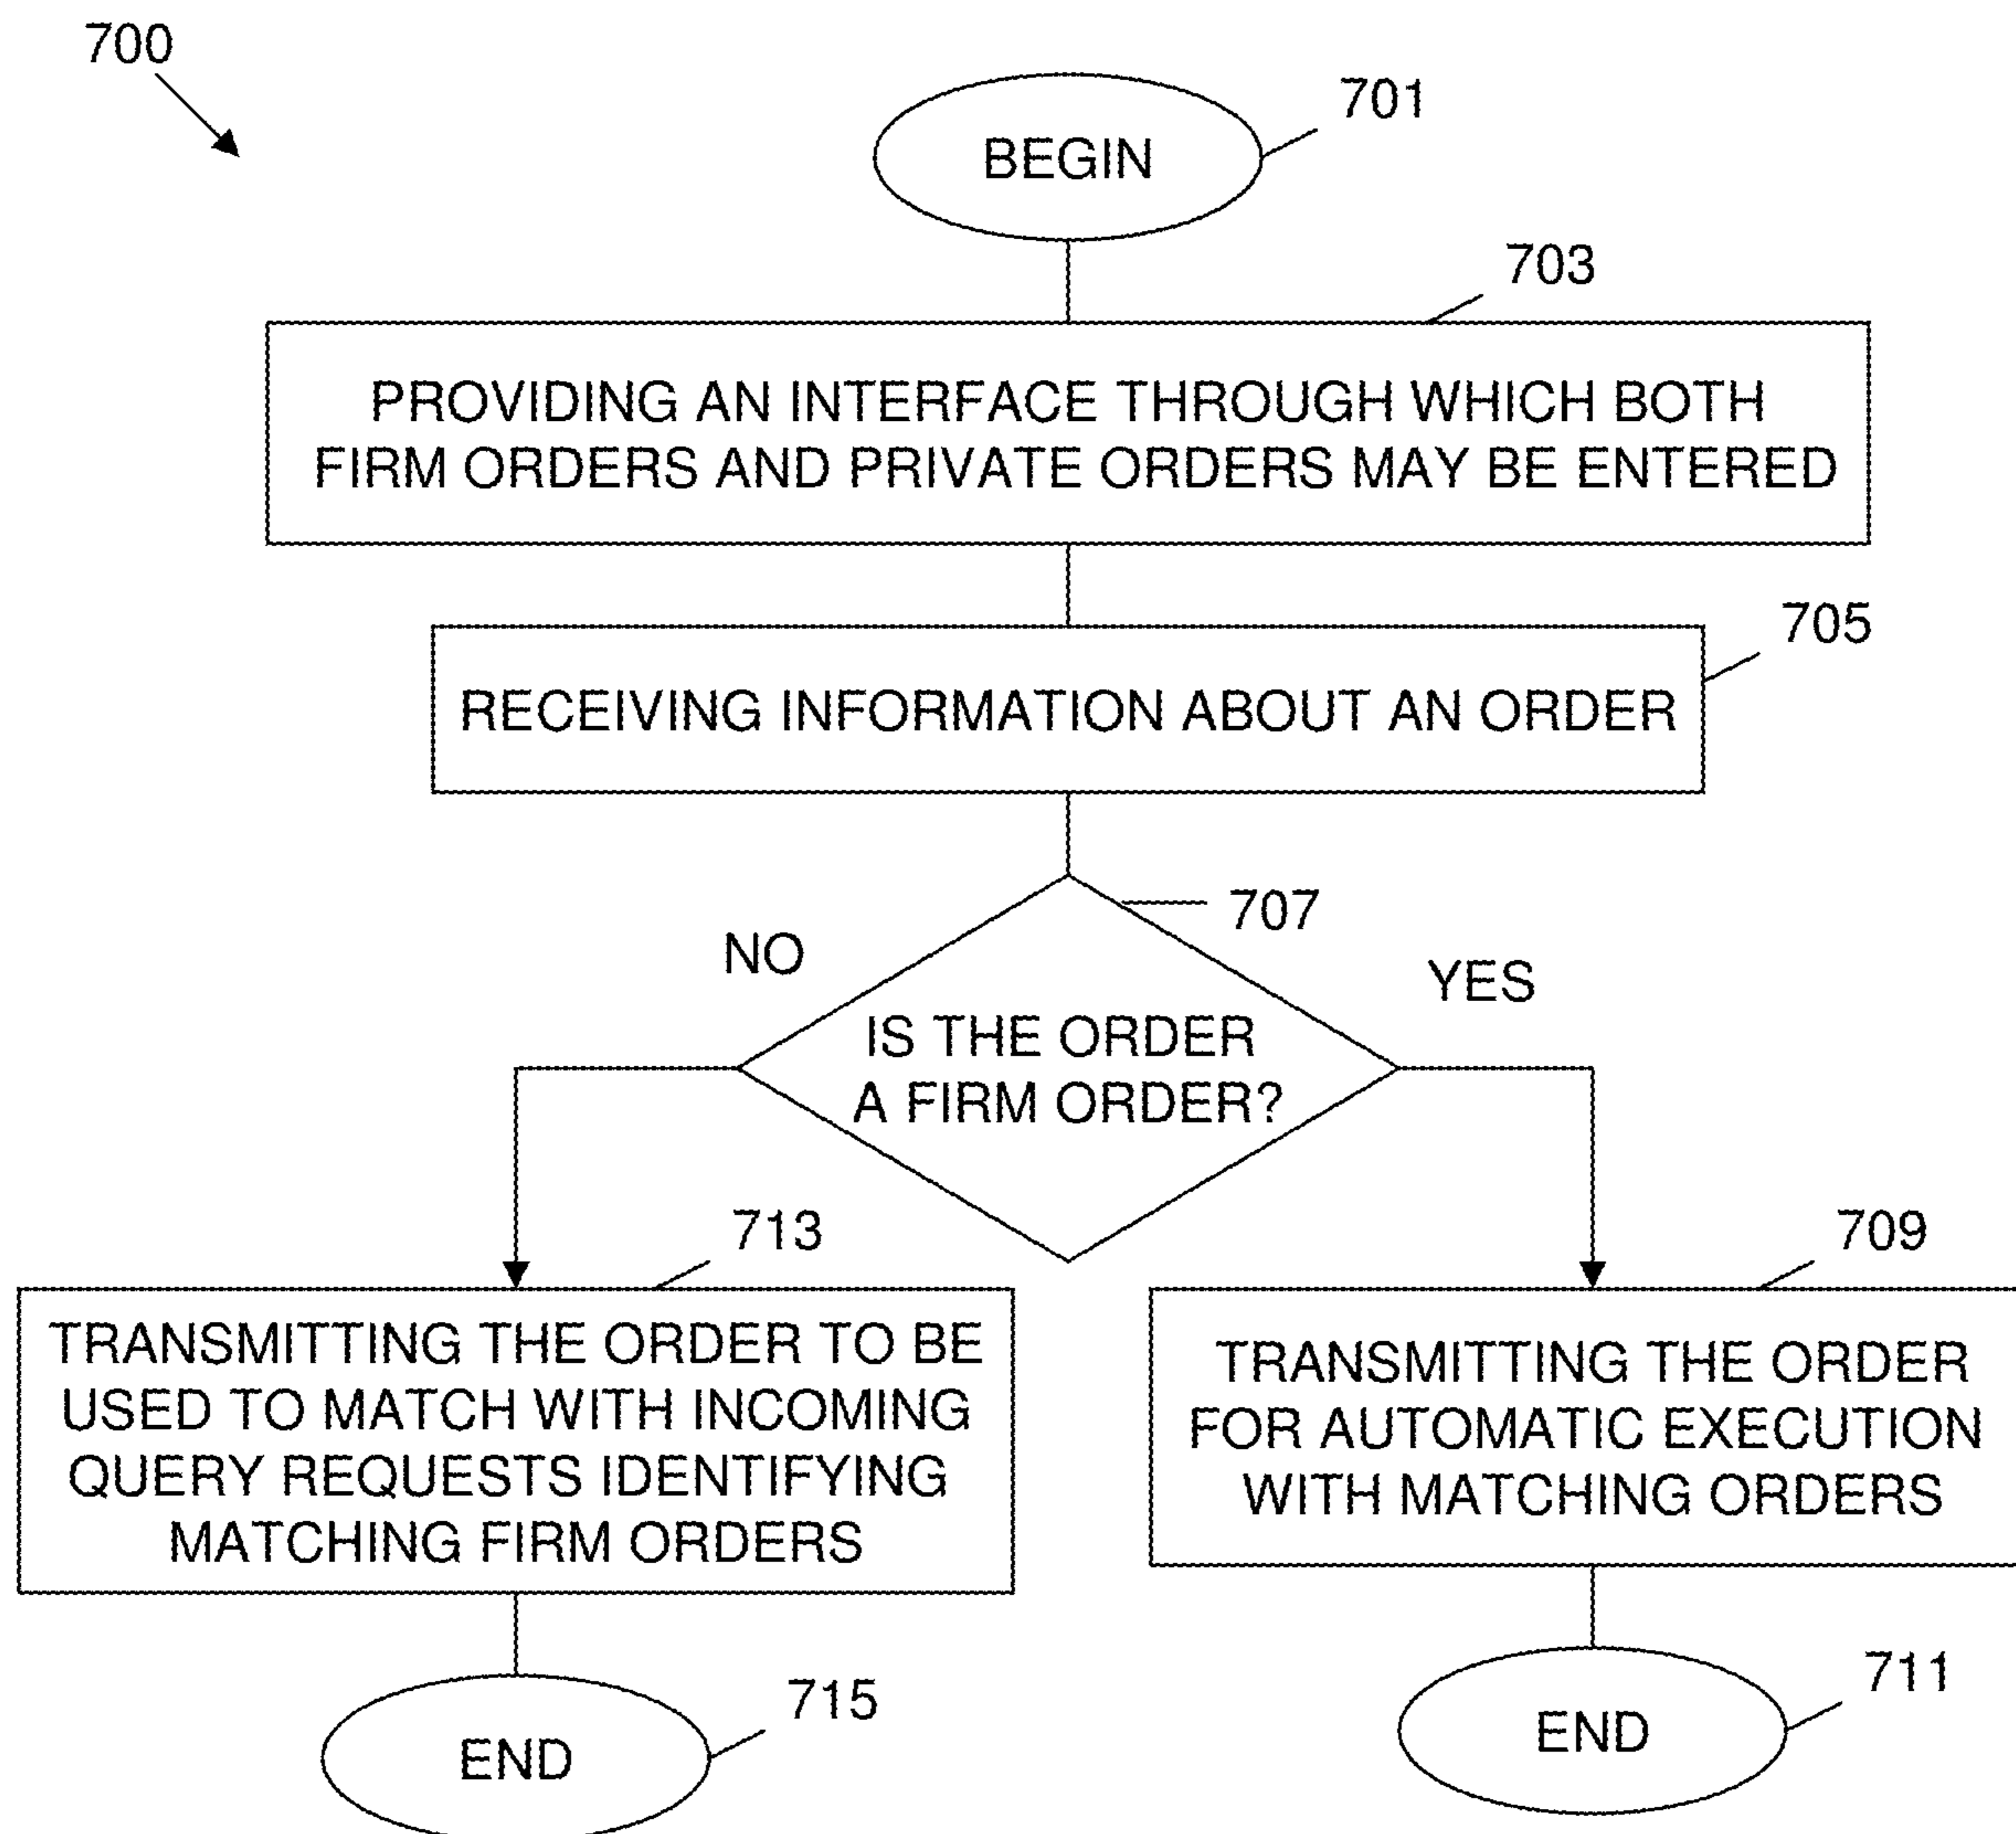 700
BEGIN
701
703
PROVIDING AN INTERFACE THROUGH WHICH BOTH
FIRM ORDERS AND PRIVATE ORDERS MAY BE ENTERED
705
RECEIVING INFORMATION ABOUT AN ORDER
707
NO
YES
IS THE ORDER
A FIRM ORDER?
713
TRANSMITTING THE ORDER TO BE
USED TO MATCH WITH INCOMING
QUERY REQUESTS IDENTIFYING
MATCHING FIRM ORDERS
709
TRANSMITTING THE ORDER
FOR AUTOMATIC EXECUTION
WITH MATCHING ORDERS
715
END
711
END